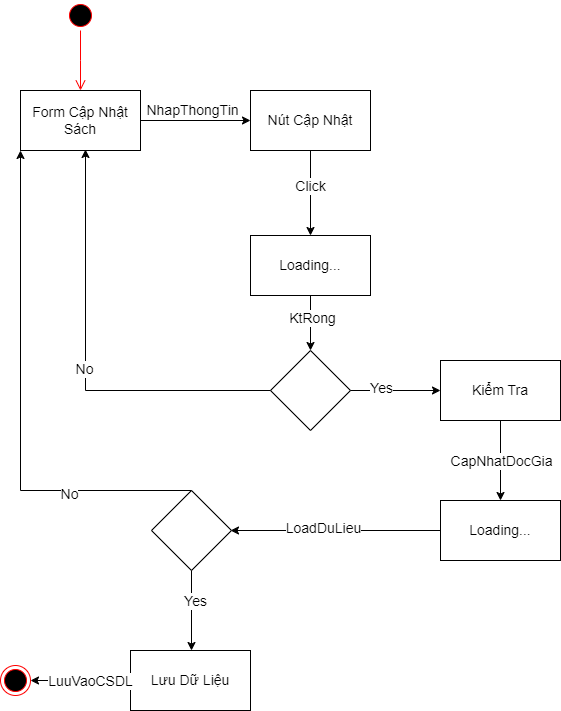 Form Cập Nhật
Sách
NhapThongTin
Nút Cập Nhật
Click
Loading...
KtRong
No
Yes
Kiểm Tra
CapNhatDocGia
No
LoadDuLieu
Loading...
Yes
LuuVaoCSDL
Lưu Dữ Liệu